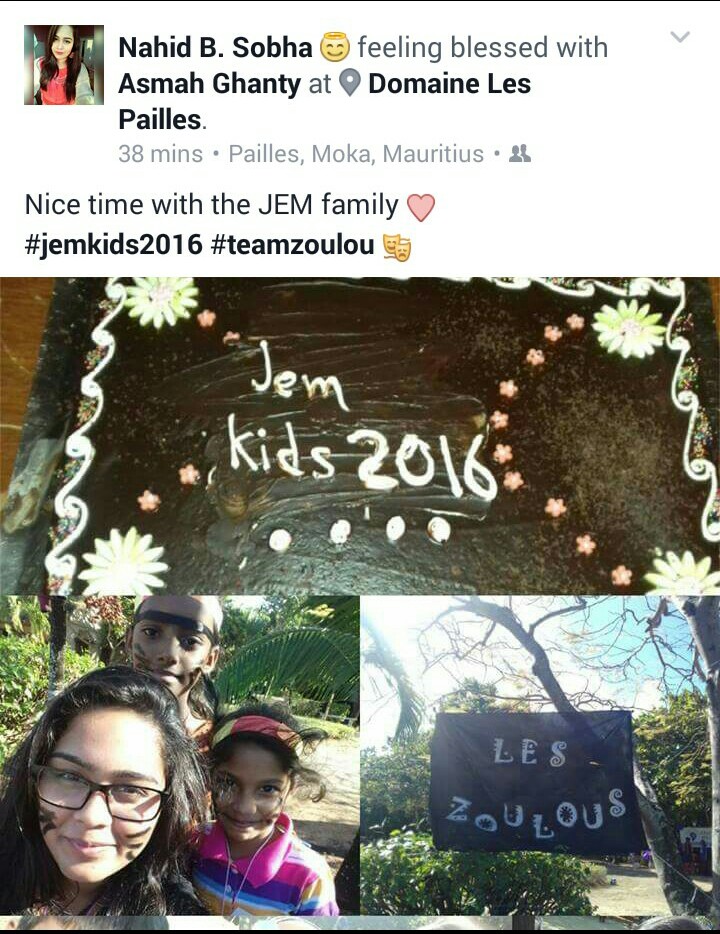 Nahid B. Sobha 😇 feeling blessed with
Asmah Ghanty at Domaine Les
Pailles.
38 mins • Pailles, Moka, Mauritius •
Nice time with the JEM family ❤
#jemkids2016 #teamzoulou 🎭
Jem
kids 2016
LES
ZOULOUS